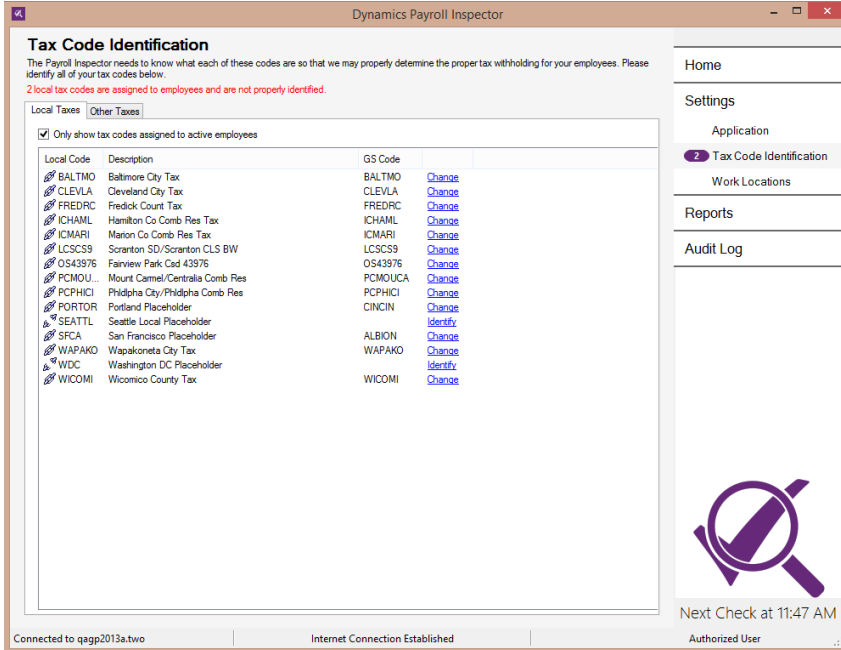 Dynamics Payroll Inspector
Tax Code Identification
The Payroll Inspector needs to know what each of these codes are so that we may properly determine the proper tax withholding for your employees. Please
identify all of your tax codes below.
2 local tax codes are assigned to employees and are not properly identified.
Local Taxes Other Taxes
Only show tax codes assigned to active employees
Local Code Description GS Code
BALTMO Baltimore City Tax BALTMO Change
CLEVLA Cleveland City Tax CLEVLA Change
FREDRC Fredick Count Tax FREDRC Change
ICHAML Hamilton Co Comb Res Tax ICHAML Change
ICMARI Marion Co Comb Res Tax ICMARI Change
LCSCS9 Scranton SD/Scranton CLS BW LCSCS9 Change
OS43976 Fairview Park Csd 43976 OS43976 Change
PCMOU... Mount Carmel/Centralia Comb Res PCMOUCA Change
PCPHICI Phldlpha City/Phldlpha Comb Res PCPHICI Change
PORTOR Portland Placeholder CINCIN Change
SEATTL Seattle Local Placeholder Identify
SFCA San Francisco Placeholder ALBION Change
WAPAKO Wapakoneta City Tax WAPAKO Change
WDC Washington DC Placeholder Identify
WICOMI Wicomico County Tax WICOMI Change
Home
Settings
Application
2 Tax Code Identification
Work Locations
Reports
Audit Log
Next Check at 11:47 AM
Connected to qagp2013a.two Internet Connection Established Authorized User